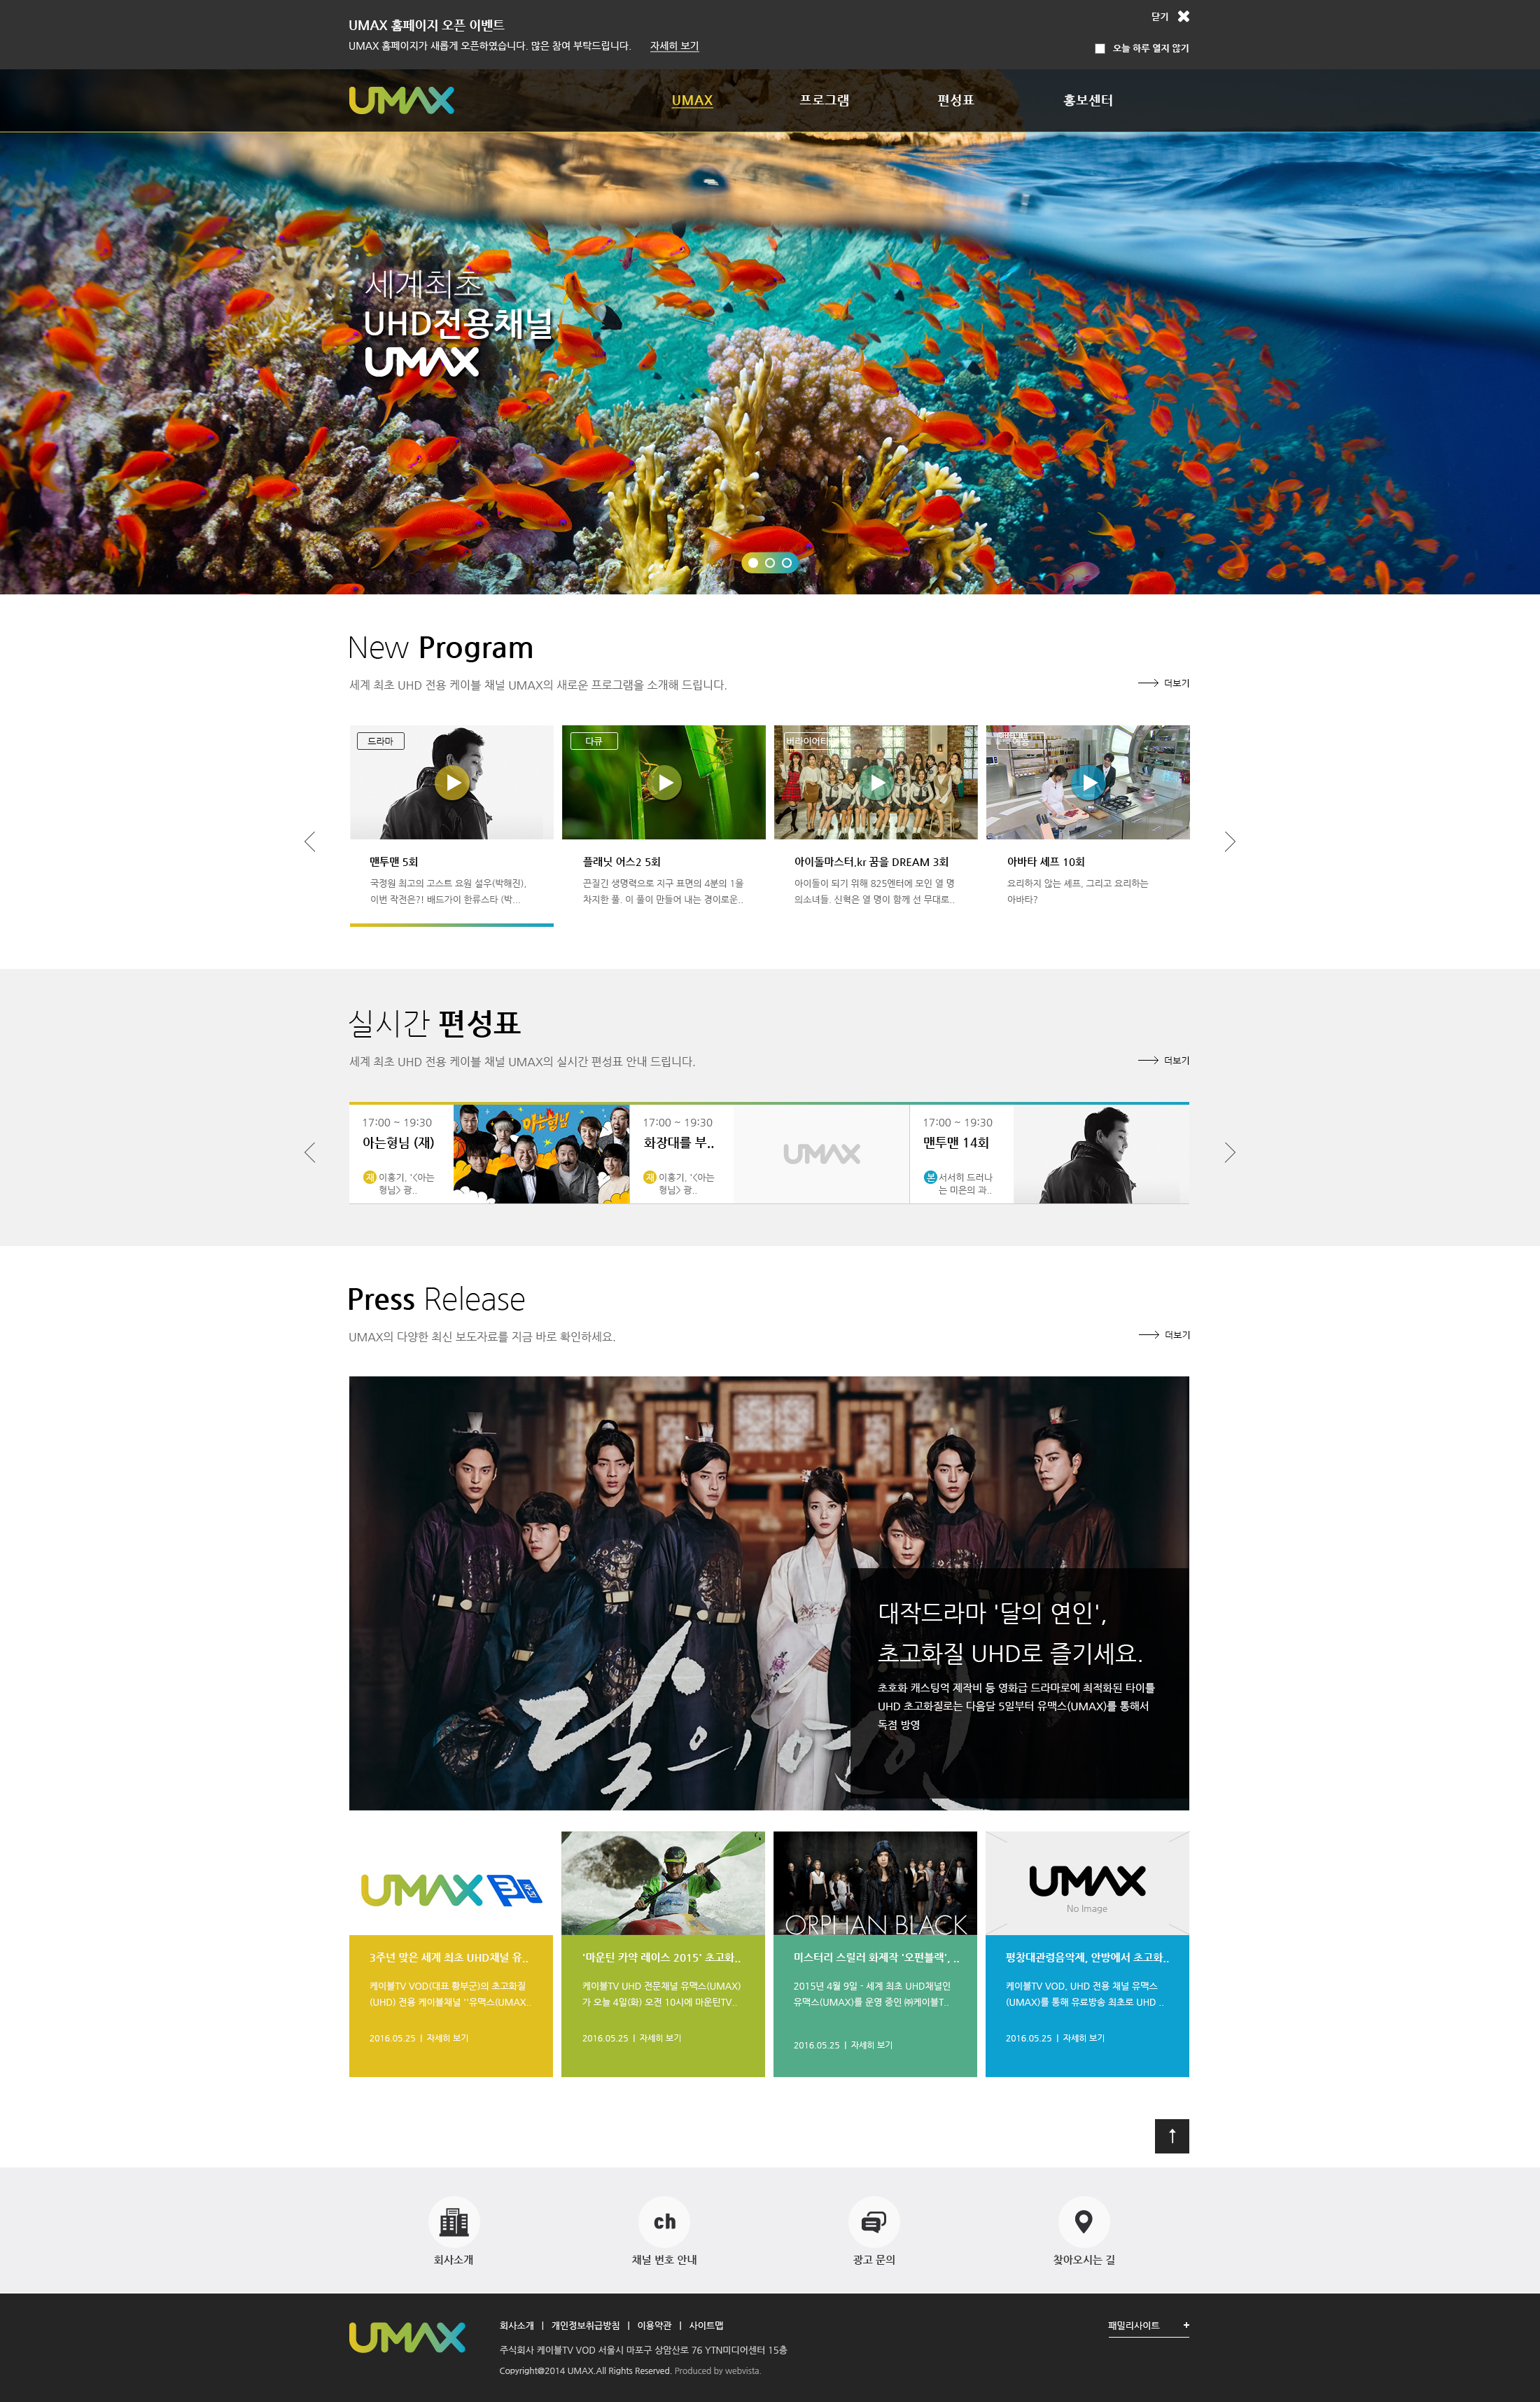 UMAX 홈페이지 오픈 이벤트
UMAX 홈페이지가 새롭게 오픈하였습니다. 많은 참여 부탁드립니다. 자세히 보기
닫기
오늘 하루 열지 않기
UMAX
UMAX 프로그램 편성표 홍보센터
세계최초
UHD전용채널
UMAX
New Program
세계 최초 UHD 전용 케이블 채널 UMAX의 새로운 프로그램을 소개해 드립니다.
더보기
드라마
맨투맨 5회
국정원 최고의 고스트 요원 설우(박해진),
이번 작전은?! 배드가이 한류스타 (박...
다큐
플래닛 어스2 5회
끈질긴 생명력으로 지구 표면의 4분의 1을
차지한 풀. 이 풀이 만들어 내는 경이로운..
버라이어티
아이돌마스터.kr 꿈을 DREAM 3회
아이돌이 되기 위해 825엔터에 모인 열 명
의소녀들. 신혁은 열 명이 함께 선 무대로..
아바타 셰프 10회
요리하지 않는 셰프, 그리고 요리하는
아바타?
실시간 편성표
세계 최초 UHD 전용 케이블 채널 UMAX의 실시간 편성표 안내 드립니다.
더보기
17:00 ~ 19:30
아는형님 (재)
재 이홍기, '<아는
형님> 광..
아는형님
17:00 ~ 19:30
화장대를 부..
재 이홍기, '<아는
형님> 광..
UMAX
17:00 ~ 19:30
맨투맨 14회
본 서서히 드러나
는 미은의 과..
Press Release
UMAX의 다양한 최신 보도자료를 지금 바로 확인하세요.
더보기
달의 연인
대작드라마 '달의 연인',
초고화질 UHD로 즐기세요.
초호화 캐스팅억 제작비 등 영화급 드라마로에 최적화된 타이틀
UHD 초고화질로는 다음달 5일부터 유맥스(UMAX)를 통해서
독점 방영
UMAX 3주년
3주년 맞은 세계 최초 UHD채널 유..
케이블TV VOD(대표 황부군)의 초고화질
(UHD) 전용 케이블채널 "'유맥스(UMAX..
2016.05.25 | 자세히 보기
'마운틴 카약 레이스 2015' 초고화..
케이블TV UHD 전문채널 유맥스(UMAX)
가 오늘 4일(화) 오전 10시에 마운틴TV..
2016.05.25 | 자세히 보기
ORPHAN BLACK
미스터리 스릴러 화제작 '오펀블랙', ..
2015년 4월 9일 - 세계 최초 UHD채널인
유맥스(UMAX)를 운영 중인 ㈜케이블T..
2016.05.25 | 자세히 보기
UMAX
No Image
평창대관령음악제, 안방에서 초고화..
케이블TV VOD, UHD 전용 채널 유맥스
(UMAX)를 통해 유료방송 최초로 UHD ..
2016.05.25 | 자세히 보기
회사소개
ch
채널 번호 안내
광고 문의
찾아오시는 길
UMAX
회사소개 | 개인정보취급방침 | 이용약관 | 사이트맵
주식회사 케이블TV VOD 서울시 마포구 상암산로 76 YTN미디어센터 15층
Copyright@2014 UMAX.All Rights Reserved. Produced by webvista.
패밀리사이트 +